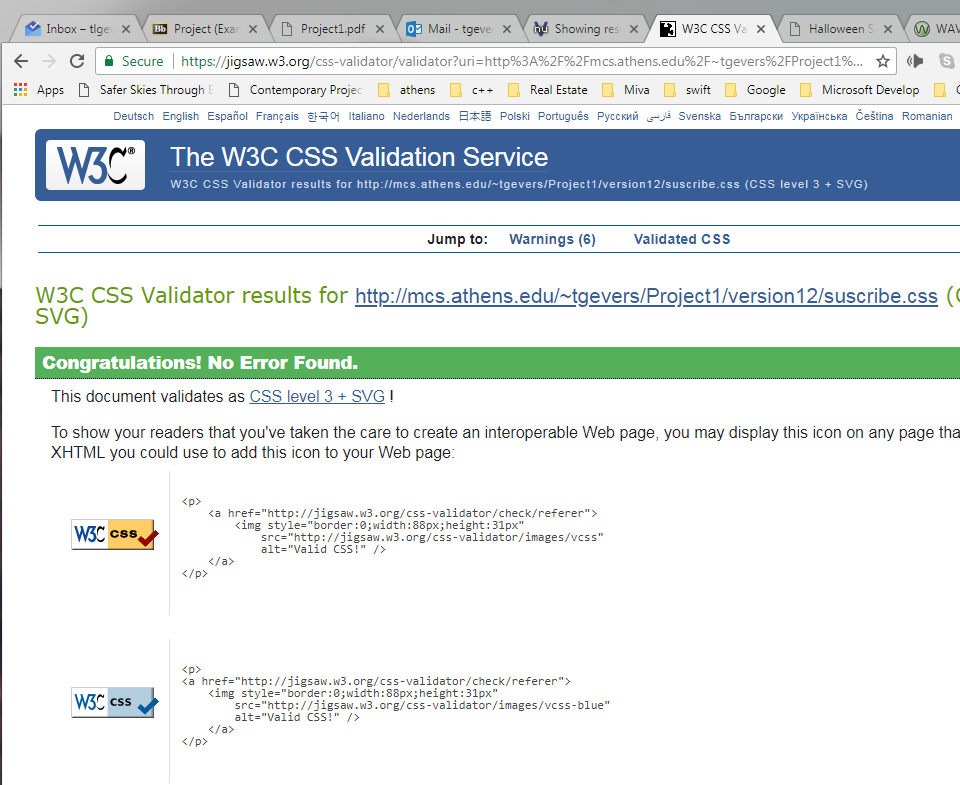 Inbox – tlge
Bb Project (Exar
Project1.pdf
Mail - tgeve
Showing res
W3C CSS Va
Halloween S
WAV
Secure https://jigsaw.w3.org/css-validator/validator?uri=http%3A%2F%2Fmcs.athens.edu%2F~tgevers%2FProject1%...
Apps Safer Skies Through E Contemporary Projec athens c++ Real Estate Miva swift Google Microsoft Develop
Deutsch English Español Français 한국어 Italiano Nederlands 日本語 Polski Português Русский فارسی Svenska Български Українська Čeština Romanian
W3C®
The W3C CSS Validation Service
W3C CSS Validator results for http://mcs.athens.edu/~tgevers/Project1/version12/suscribe.css (CSS level 3 + SVG)
Jump to: Warnings (6) Validated CSS
W3C CSS Validator results for http://mcs.athens.edu/~tgevers/Project1/version12/suscribe.css (C
SVG)
Congratulations! No Error Found.
This document validates as CSS level 3 + SVG !
To show your readers that you've taken the care to create an interoperable Web page, you may display this icon on any page tha
XHTML you could use to add this icon to your Web page:
W3C css
<p>
<a href="http://jigsaw.w3.org/css-validator/check/referer">
<img style="border:0;width:88px;height:31px"
src="http://jigsaw.w3.org/css-validator/images/vcss"
alt="Valid CSS!" />
</a>
</p>
W3C css
<p>
<a href="http://jigsaw.w3.org/css-validator/check/referer">
<img style="border:0;width:88px;height:31px"
src="http://jigsaw.w3.org/css-validator/images/vcss-blue"
alt="Valid CSS!" />
</a>
</p>